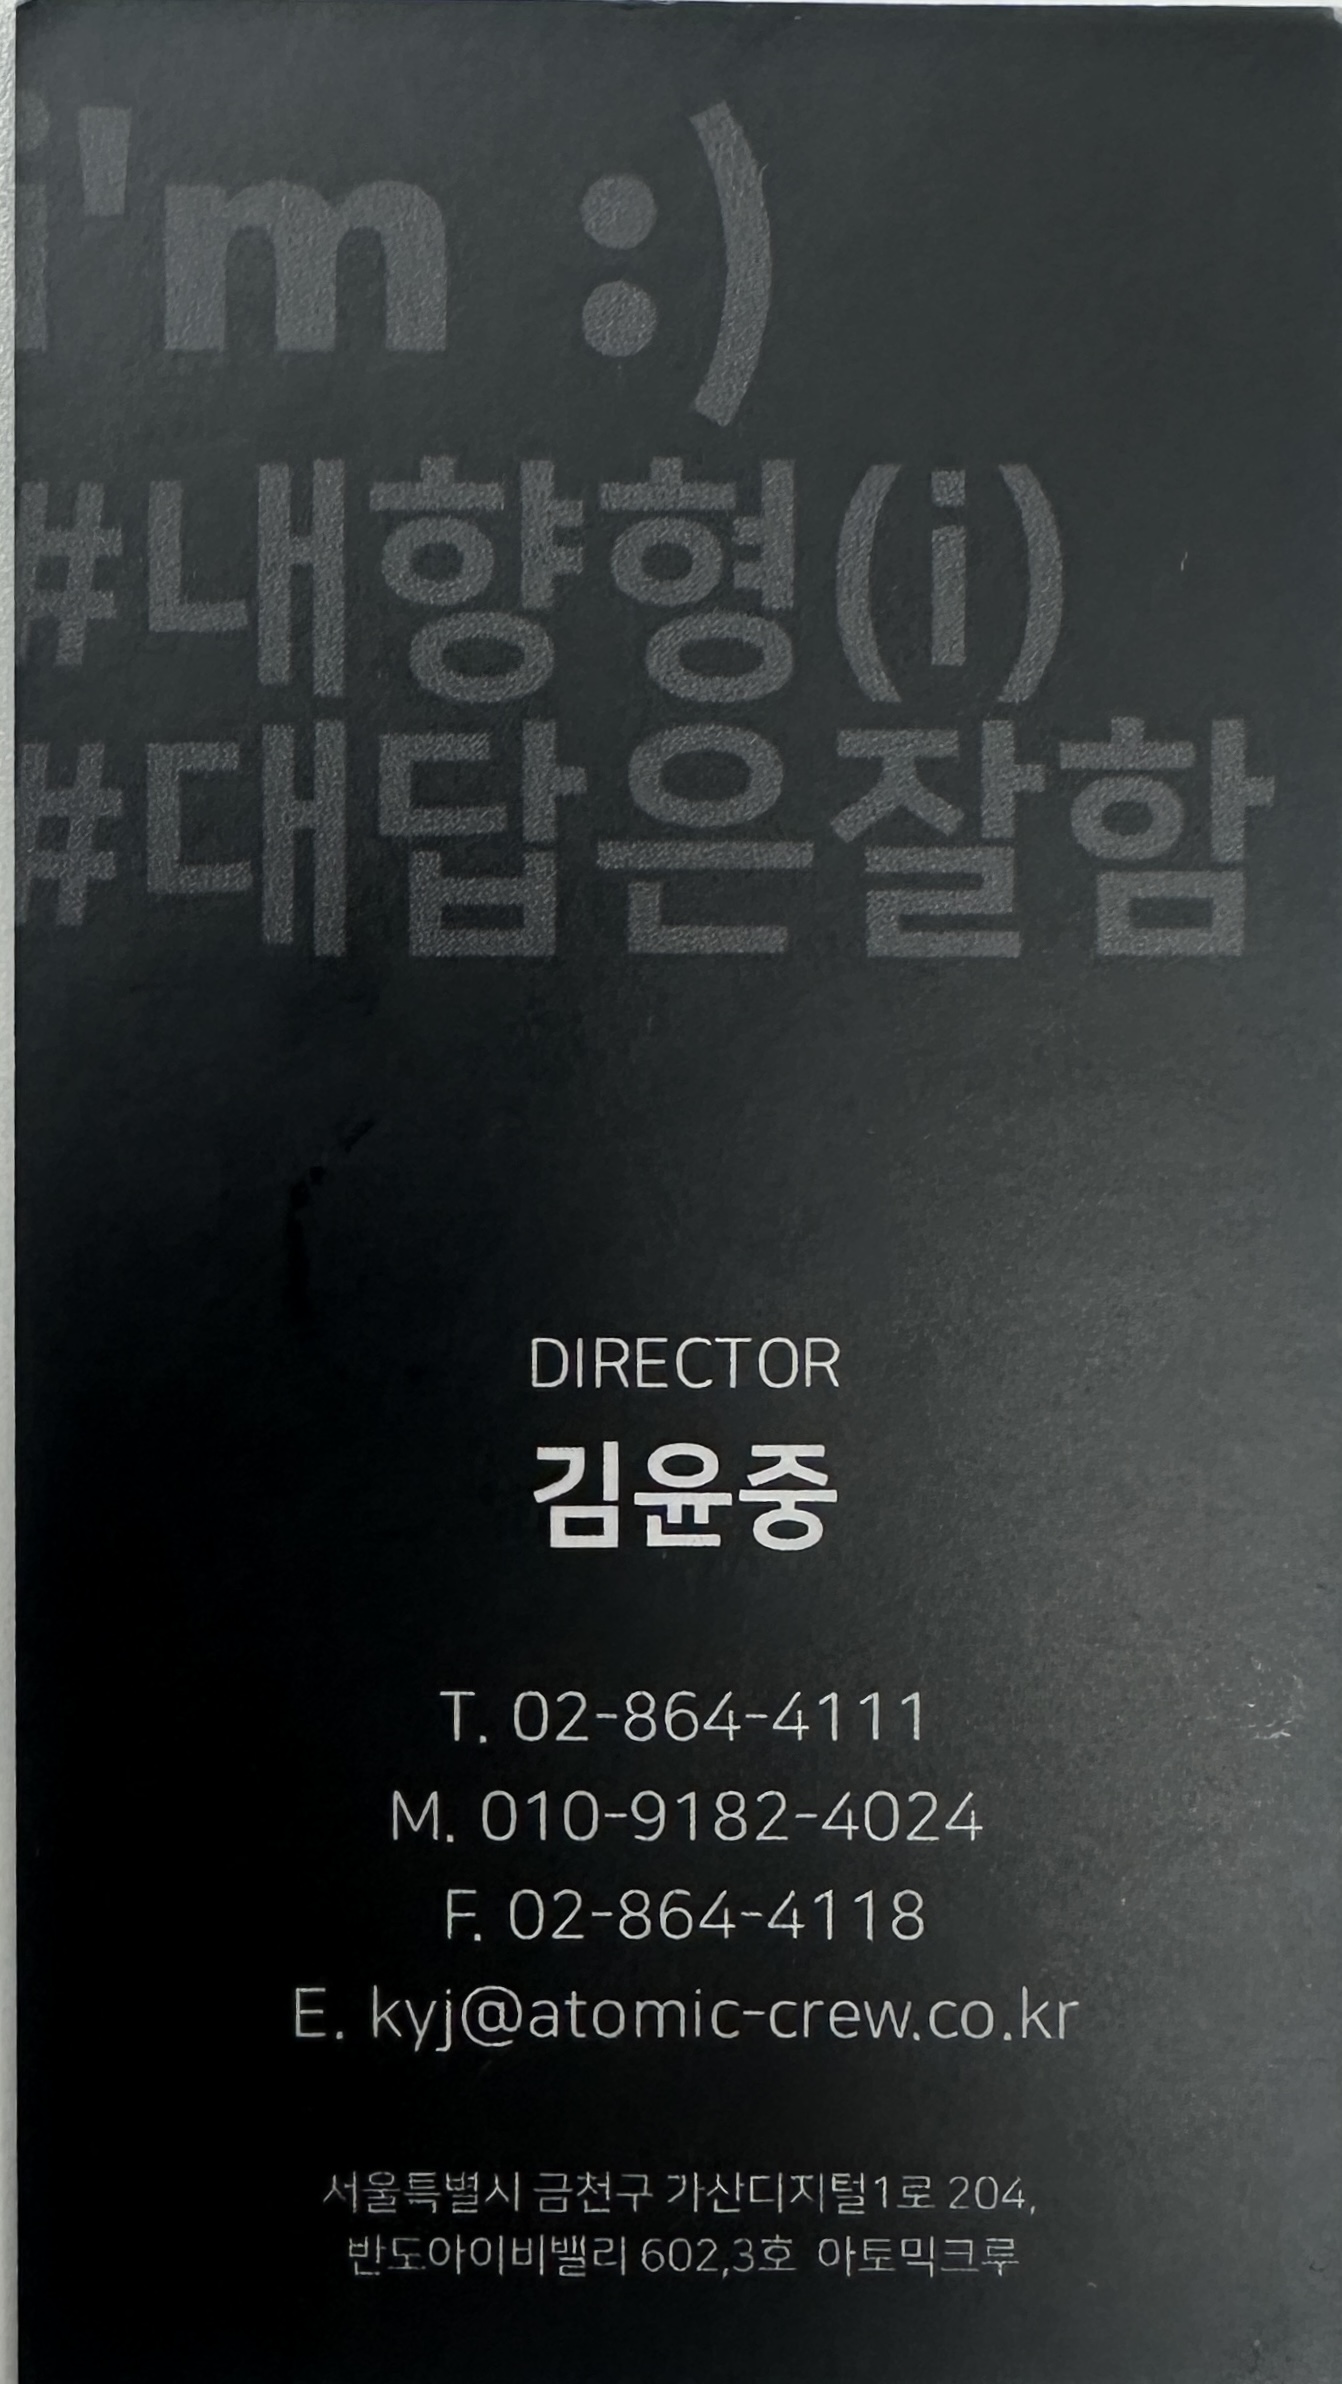 i'm :)
#내향형(i)
#대답은잘함
DIRECTOR
김윤중
T. 02-864-4111
M. 010-9182-4024
F. 02-864-4118
E. kyj@atomic-crew.co.kr
서울특별시 금천구 가산디지털1로 204,
반도아이비밸리 602,3호 아토믹크루